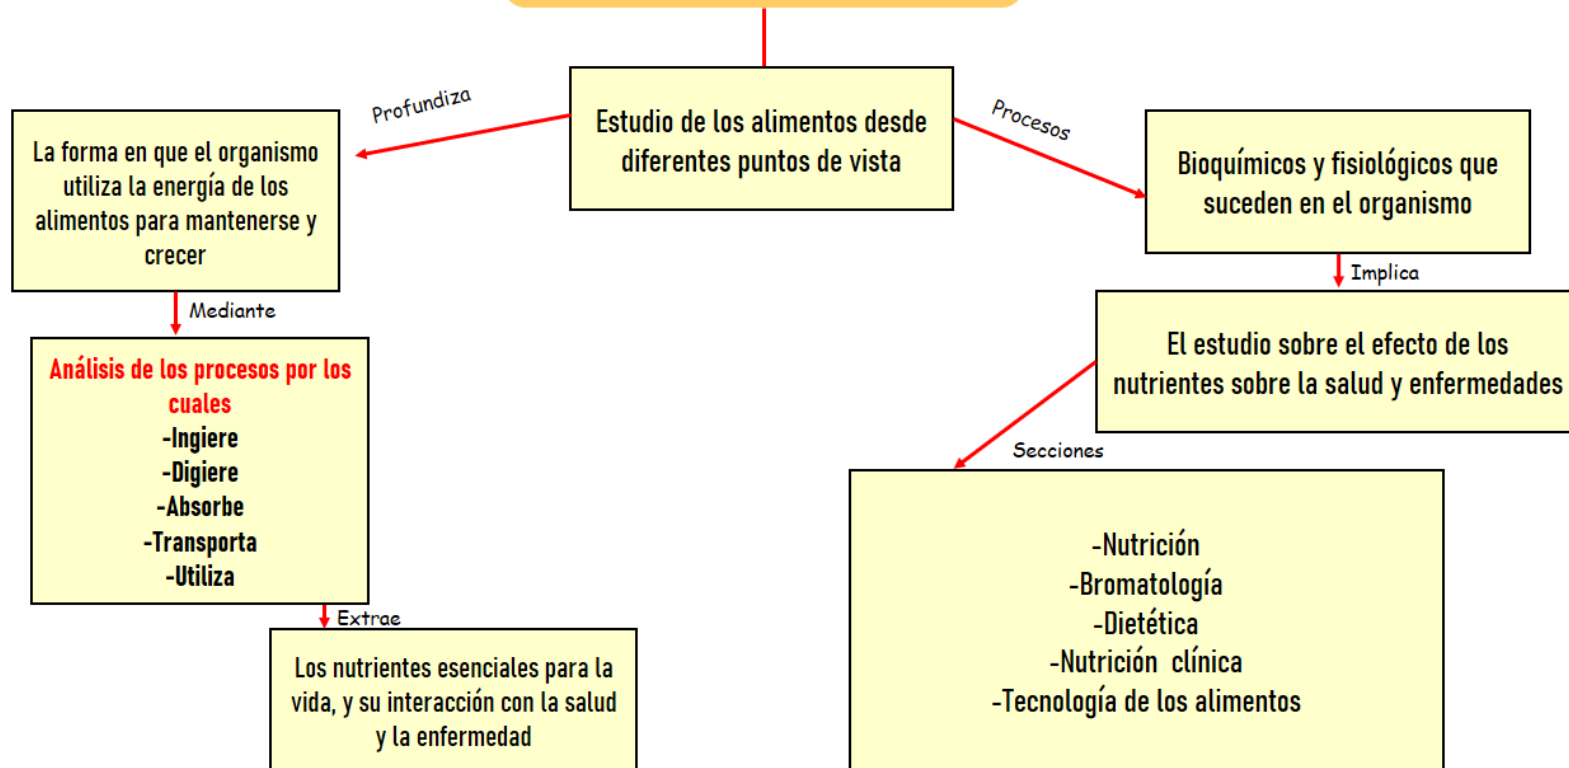 Estudio de los alimentos desde
diferentes puntos de vista
Profundiza
La forma en que el organismo
utiliza la energía de los
alimentos para mantenerse y
crecer
Mediante
Análisis de los procesos por los
cuales
-Ingiere
-Digiere
-Absorbe
-Transporta
-Utiliza
Extrae
Los nutrientes esenciales para la
vida, y su interacción con la salud
y la enfermedad
Procesos
Bioquímicos y fisiológicos que
suceden en el organismo
Implica
El estudio sobre el efecto de los
nutrientes sobre la salud y enfermedades
Secciones
-Nutrición
-Bromatología
-Dietética
-Nutrición clínica
-Tecnología de los alimentos